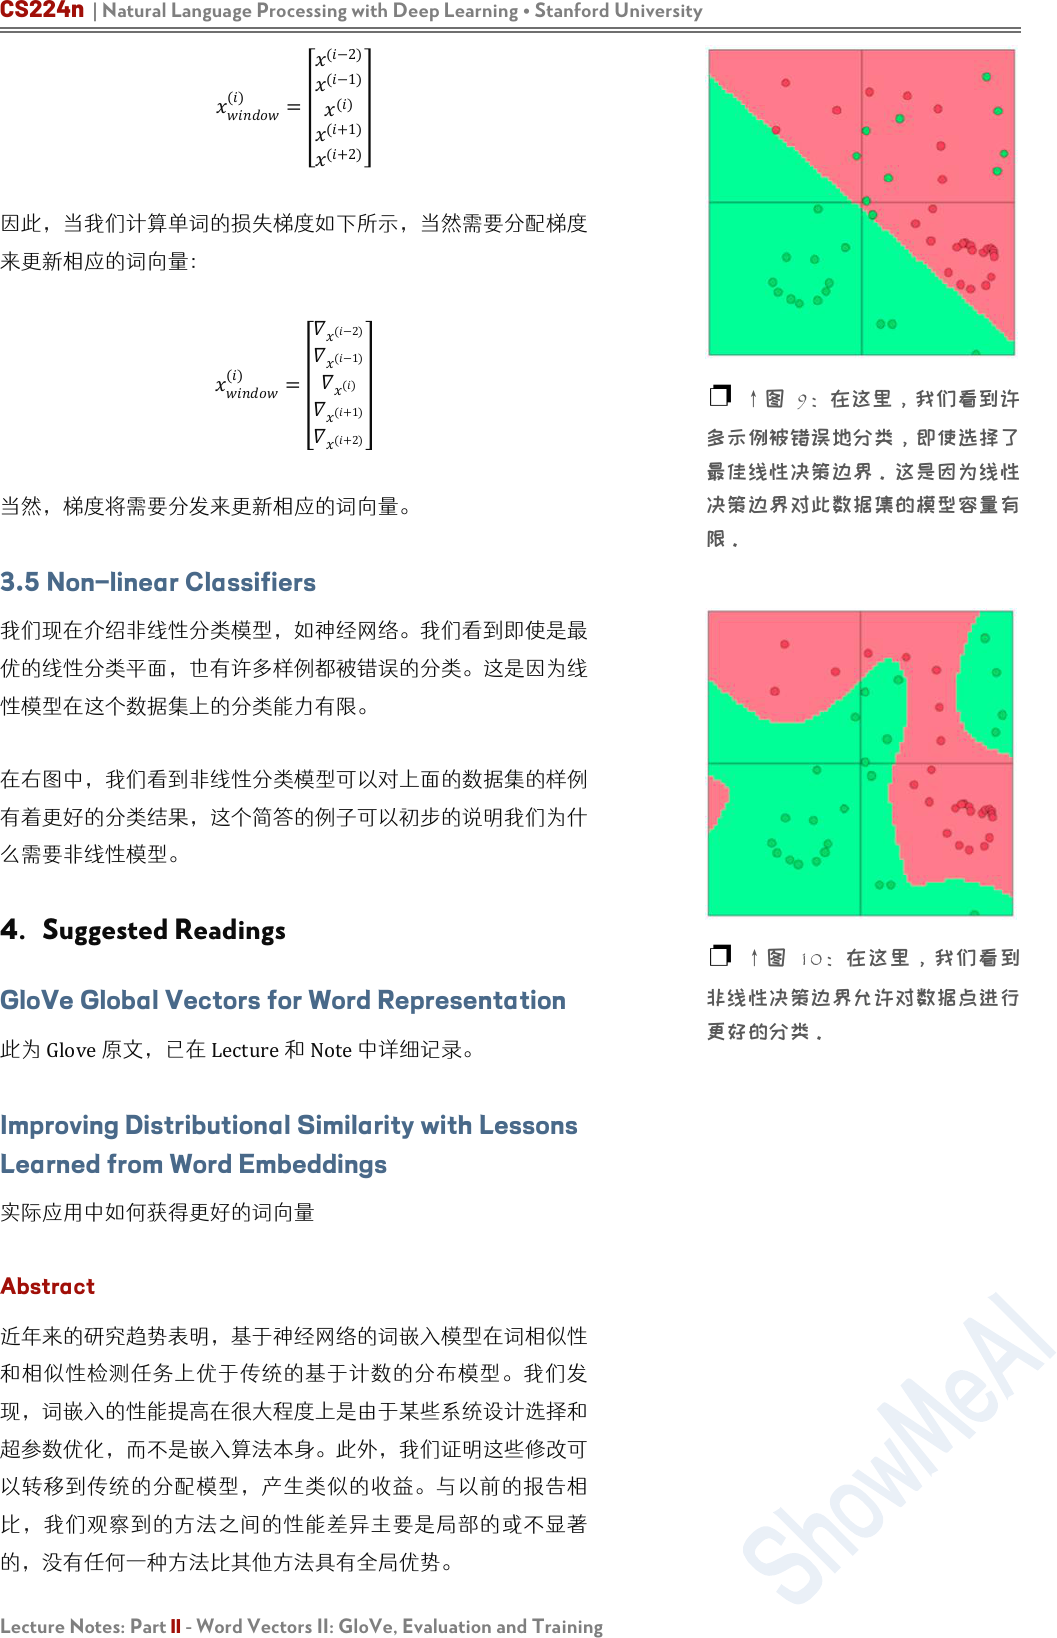 CS224n | Natural Language Processing with Deep Learning • Stanford University
x_{window}^{(i)} = [x^{(i−2)}
x^{(i−1)}
x^{(i)}
x^{(i+1)}
x^{(i+2)}]
因此，当我们计算单词的损失梯度如下所示，当然需要分配梯度
来更新相应的词向量：
x_{window}^{(i)} = [∇_{x^{(i−2)}}
∇_{x^{(i−1)}}
∇_{x^{(i)}}
∇_{x^{(i+1)}}
∇_{x^{(i+2)}}]
当然，梯度将需要分发来更新相应的词向量。
3.5 Non-linear Classifiers
我们现在介绍非线性分类模型，如神经网络。我们看到即使是最
优的线性分类平面，也有许多样例都被错误的分类。这是因为线
性模型在这个数据集上的分类能力有限。
在右图中，我们看到非线性分类模型可以对上面的数据集的样例
有着更好的分类结果，这个简答的例子可以初步的说明我们为什
么需要非线性模型。
4. Suggested Readings
GloVe Global Vectors for Word Representation
此为 Glove 原文，已在 Lecture 和 Note 中详细记录。
Improving Distributional Similarity with Lessons
Learned from Word Embeddings
实际应用中如何获得更好的词向量
Abstract
近年来的研究趋势表明，基于神经网络的词嵌入模型在词相似性
和相似性检测任务上优于传统的基于计数的分布模型。我们发
现，词嵌入的性能提高在很大程度上是由于某些系统设计选择和
超参数优化，而不是嵌入算法本身。此外，我们证明这些修改可
以转移到传统的分配模型，产生类似的收益。与以前的报告相
比，我们观察到的方法之间的性能差异主要是局部的或不显著
的，没有任何一种方法比其他方法具有全局优势。
↑图 9：在这里，我们看到许
多示例被错误地分类，即使选择了
最佳线性决策边界．这是因为线性
决策边界对此数据集的模型容量有
限．
↑图 10：在这里，我们看到
非线性决策边界允许对数据点进行
更好的分类．
ShowMeAI
Lecture Notes: Part II - Word Vectors II: GloVe, Evaluation and Training